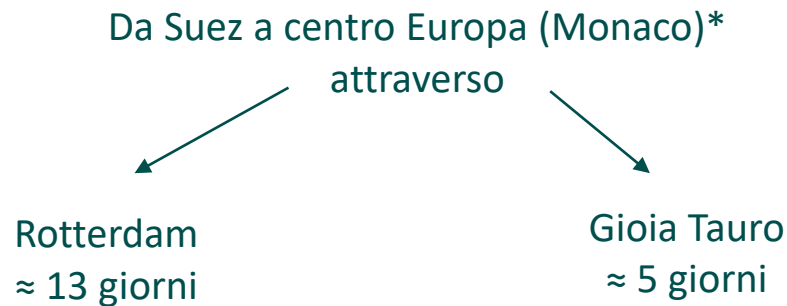 Da Suez a centro Europa (Monaco)*
attraverso
Rotterdam
≈ 13 giorni
Gioia Tauro
≈ 5 giorni